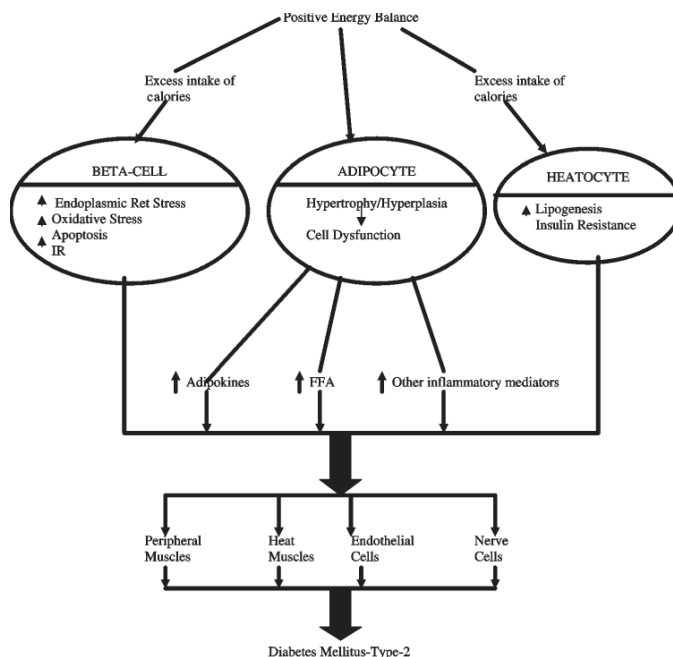 Positive Energy Balance
Excess intake of
calories
Excess intake of
calories
BETA-CELL
Endoplasmic Ret Stress
Oxidative Stress
Apoptosis
IR
ADIPOCYTE
Hypertrophy/Hyperplasia
Cell Dysfunction
HEATOCYTE
Lipogenesis
Insulin Resistance
Adipokines
FFA
Other inflammatory mediators
Peripheral
Muscles
Heat
Muscles
Endothelial
Cells
Nerve
Cells
Diabetes Mellitus-Type-2